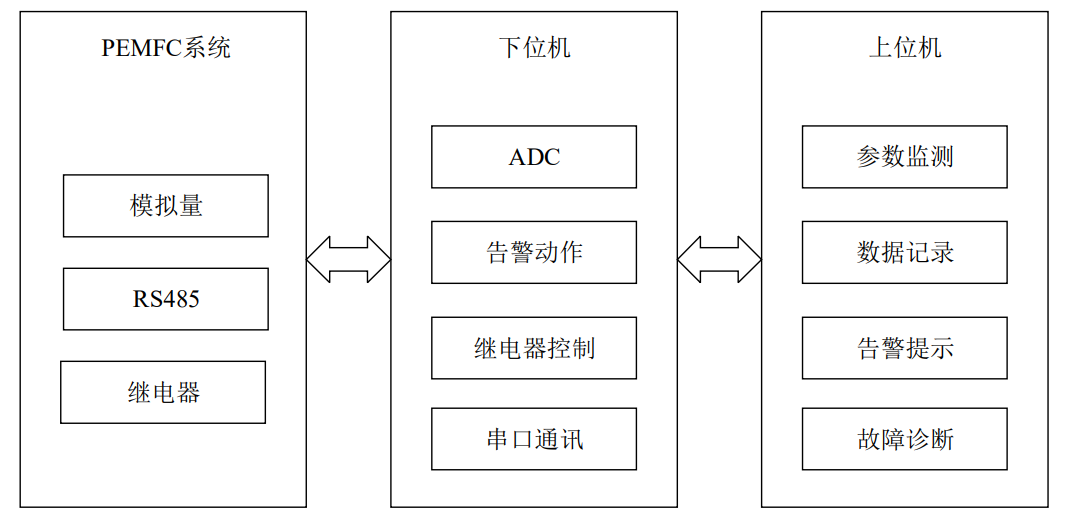 PEMFC系统
模拟量
RS485
继电器
下位机
ADC
告警动作
继电器控制
串口通讯
上位机
参数监测
数据记录
告警提示
故障诊断